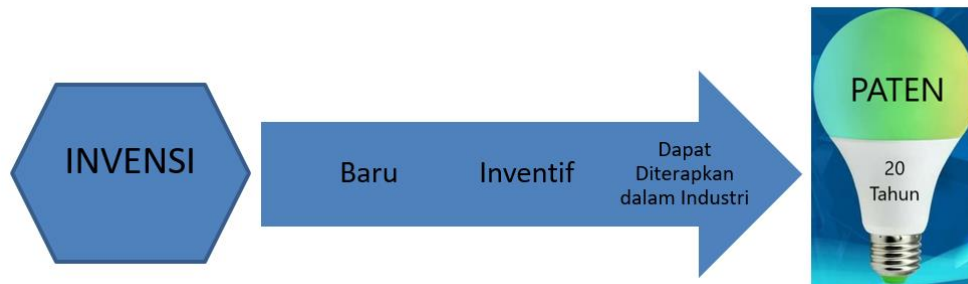 INVENSI
Baru
Inventif
Dapat
Diterapkan
dalam Industri
PATEN
20
Tahun